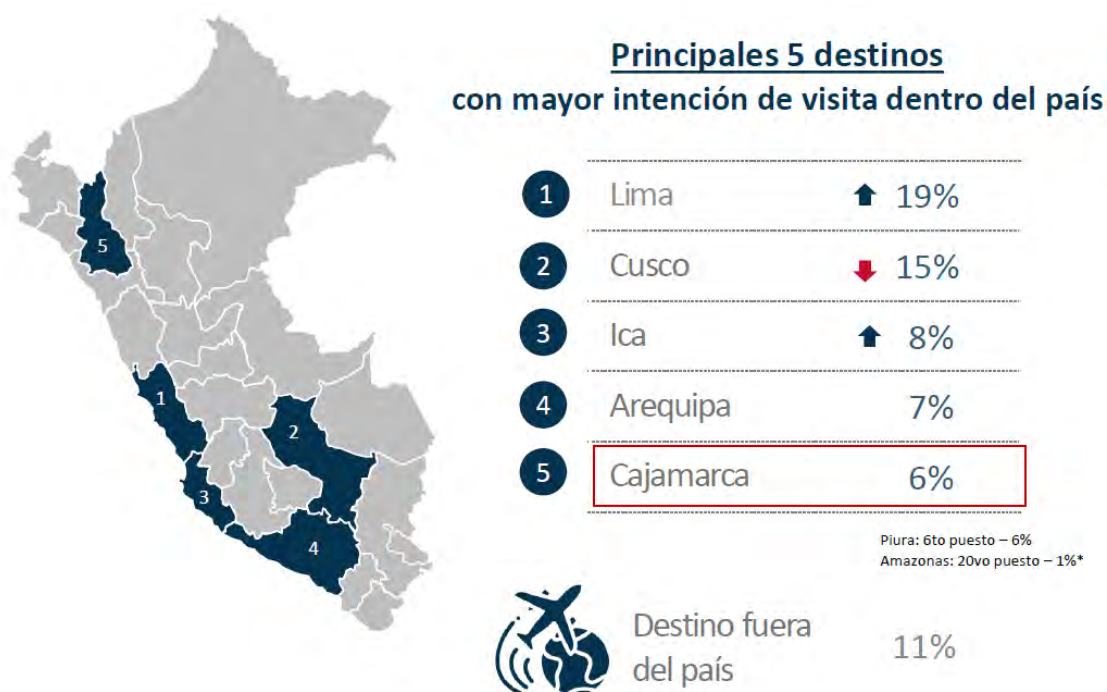 Principales 5 destinos
con mayor intención de visita dentro del país
1 Lima 19%
2 Cusco 15%
3 Ica 8%
4 Arequipa 7%
5 Cajamarca 6%
Piura: 6to puesto – 6%
Amazonas: 20vo puesto – 1%*
Destino fuera
del país
11%
5
1
2
3
4